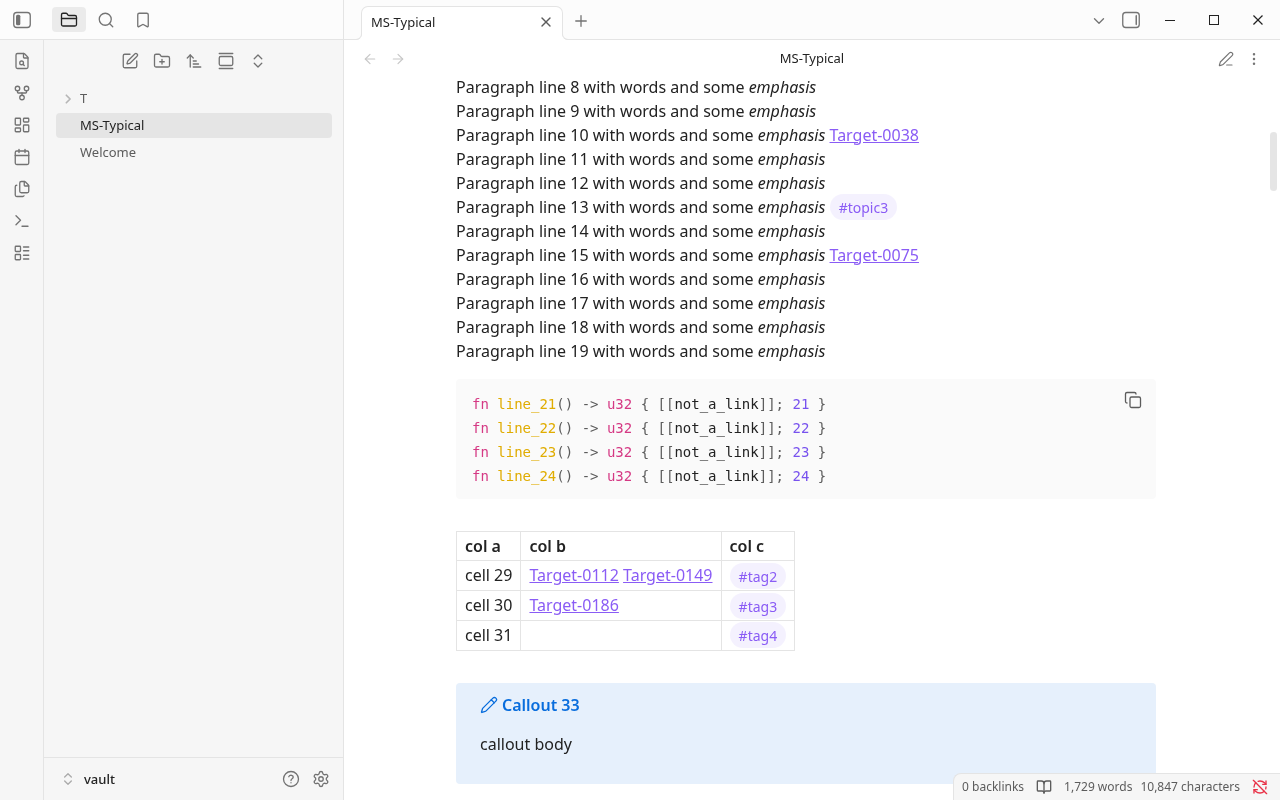 MS-Typical
MS-Typical
T
MS-Typical
Welcome
Paragraph line 8 with words and some emphasis
Paragraph line 9 with words and some emphasis
Paragraph line 10 with words and some emphasis Target-0038
Paragraph line 11 with words and some emphasis
Paragraph line 12 with words and some emphasis
Paragraph line 13 with words and some emphasis #topic3
Paragraph line 14 with words and some emphasis
Paragraph line 15 with words and some emphasis Target-0075
Paragraph line 16 with words and some emphasis
Paragraph line 17 with words and some emphasis
Paragraph line 18 with words and some emphasis
Paragraph line 19 with words and some emphasis
fn line_21() -> u32 { [[not_a_link]]; 21 }
fn line_22() -> u32 { [[not_a_link]]; 22 }
fn line_23() -> u32 { [[not_a_link]]; 23 }
fn line_24() -> u32 { [[not_a_link]]; 24 }
col a col b col c
cell 29 Target-0112 Target-0149 #tag2
cell 30 Target-0186 #tag3
cell 31 #tag4
Callout 33
callout body
vault
0 backlinks 1,729 words 10,847 characters